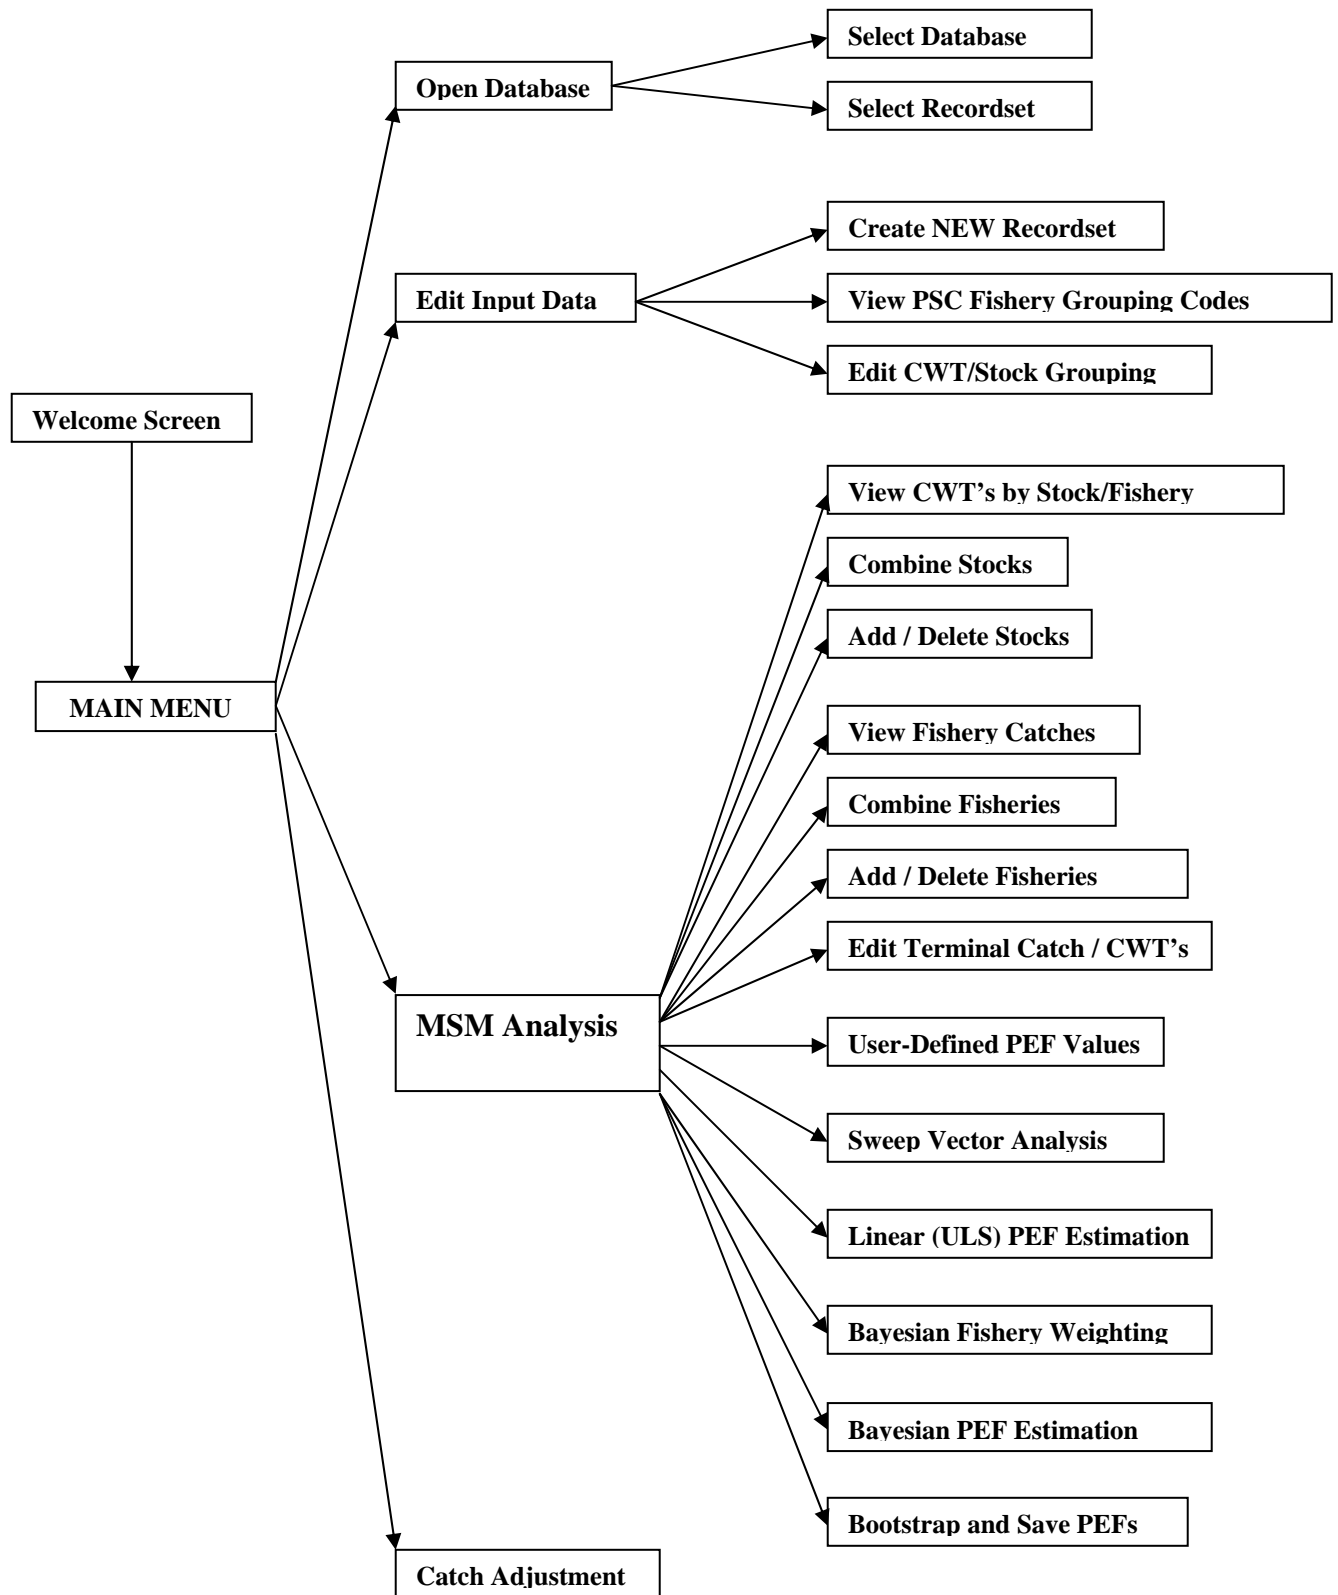 Select Database
Open Database
Select Recordset
Create NEW Recordset
Edit Input Data
View PSC Fishery Grouping Codes
Edit CWT/Stock Grouping
Welcome Screen
View CWT's by Stock/Fishery
Combine Stocks
Add / Delete Stocks
MAIN MENU
View Fishery Catches
Combine Fisheries
Add / Delete Fisheries
Edit Terminal Catch / CWT's
MSM Analysis
User-Defined PEF Values
Sweep Vector Analysis
Linear (ULS) PEF Estimation
Bayesian Fishery Weighting
Bayesian PEF Estimation
Bootstrap and Save PEFs
Catch Adjustment